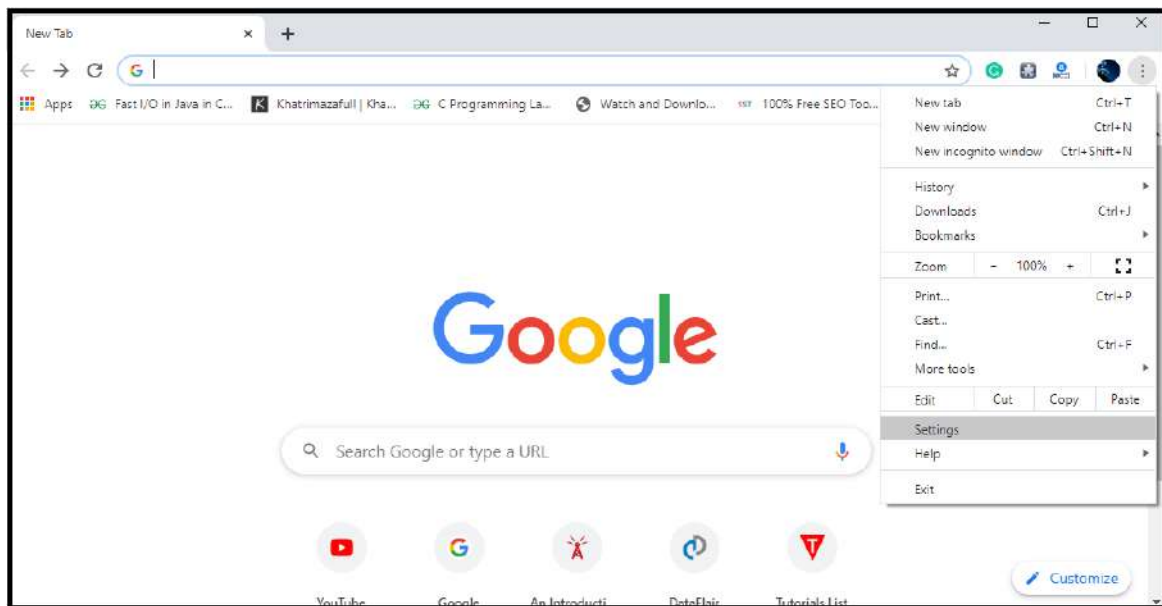 New Tab
Apps Fast I/O in Java in C... Khatrimazafull | Kha... C Programming La... Watch and Downlo... 100% Free SEO Too...
New tab Ctrl+T
New window Ctrl+N
New incognito window Ctrl+Shift+N
History
Downloads Ctrl+J
Bookmarks
Zoom - 100% +
Print... Ctrl+P
Cast...
Find... Ctrl+F
More tools
Edit Cut Copy Paste
Settings
Help
Exit
Google
Search Google or type a URL
YouTube Google An Introducti... DataFlair Tutorials List
Customize